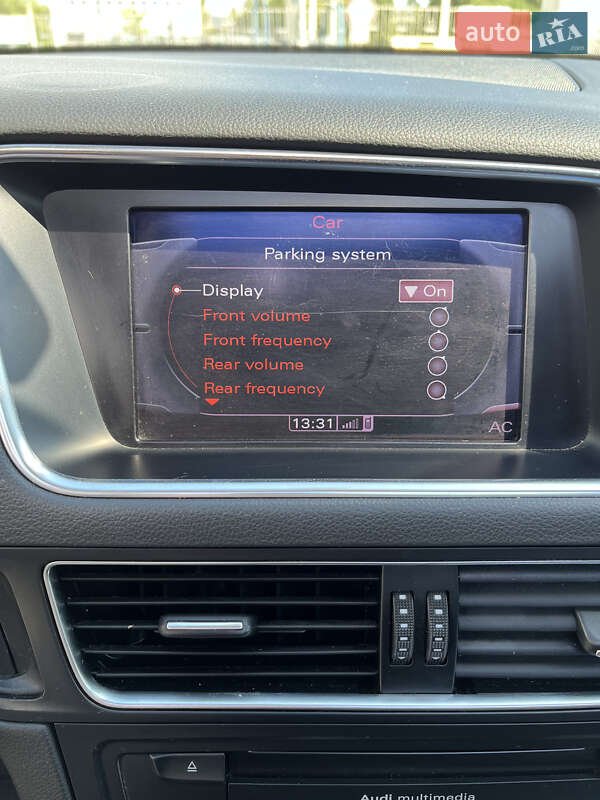 auto RIA.com
Car
Parking system
Display ▼ On
Front volume
Front frequency
Rear volume
Rear frequency
13:31
AC
Audi multimedia